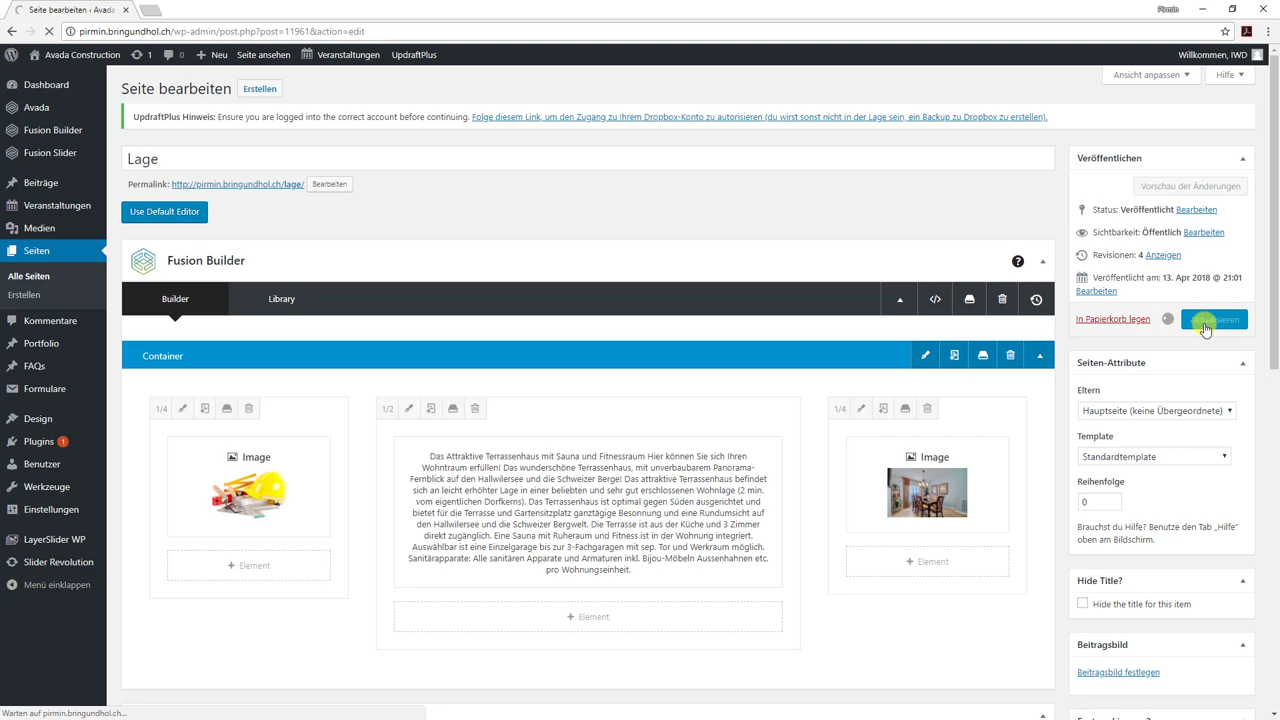 Seite bearbeiten ‹ Avada
Pirmin
pirmin.bringundhol.ch/wp-admin/post.php?post=11961&action=edit
Avada Construction
1
0
Neu
Seite ansehen
Veranstaltungen
UpdraftPlus
Willkommen, IWD
Dashboard
Avada
Fusion Builder
Fusion Slider
Beiträge
Veranstaltungen
Medien
Seiten
Alle Seiten
Erstellen
Kommentare
Portfolio
FAQs
Formulare
Design
Plugins 1
Benutzer
Werkzeuge
Einstellungen
LayerSlider WP
Slider Revolution
Menü einklappen
Ansicht anpassen
Hilfe
Seite bearbeiten
Erstellen
UpdraftPlus Hinweis: Ensure you are logged into the correct account before continuing. Folge diesem Link, um den Zugang zu Ihrem Dropbox-Konto zu autorisieren (du wirst sonst nicht in der Lage sein, ein Backup zu Dropbox zu erstellen).
Lage
Permalink: http://pirmin.bringundhol.ch/lage/
Bearbeiten
Use Default Editor
Fusion Builder
Builder
Library
Container
1/4
Image
+ Element
1/2
Das Attraktive Terrassenhaus mit Sauna und Fitnessraum Hier können Sie sich Ihren
Wohntraum erfüllen! Das wunderschöne Terrassenhaus, mit unverbaubarem Panorama-
Fernblick auf den Hallwilersee und die Schweizer Berge! Das attraktive Terrassenhaus befindet
sich an leicht erhöhter Lage in einer beliebten und sehr gut erschlossenen Wohnlage (2 min.
vom eigentlichen Dorfkerns). Das Terrassenhaus ist optimal gegen Süden ausgerichtet und
bietet für die Terrasse und Gartensitzplatz ganztägige Besonnung und eine Rundumsicht auf
den Hallwilersee und die Schweizer Bergwelt. Die Terrasse ist aus der Küche und 3 Zimmer
direkt zugänglich. Eine Sauna mit Ruheraum und Fitness ist in der Wohnung integriert.
Auswählbar ist eine Einzelgarage bis zur 3-Fachgaragen mit sep. Tor und Werkraum möglich.
Sanitärapparate: Alle sanitären Apparate und Armaturen inkl. Bijou-Möbeln Aussenhahnen etc.
pro Wohnungseinheit.
+ Element
1/4
Image
+ Element
Veröffentlichen
Vorschau der Änderungen
Status: Veröffentlicht Bearbeiten
Sichtbarkeit: Öffentlich Bearbeiten
Revisionen: 4 Anzeigen
Veröffentlicht am: 13. Apr 2018 @ 21:01
Bearbeiten
In Papierkorb legen
Aktualisieren
Seiten-Attribute
Eltern
Hauptseite (keine Übergeordnete)
Template
Standardtemplate
Reihenfolge
0
Brauchst du Hilfe? Benutze den Tab „Hilfe"
oben am Bildschirm.
Hide Title?
Hide the title for this item
Beitragsbild
Beitragsbild festlegen
Warten auf pirmin.bringundhol.ch...